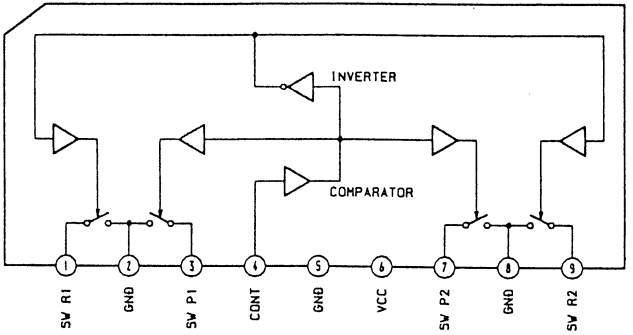 INVERTER
COMPARATOR
1 2 3 4 5 6 7 8 9
SW R1
GND
SW P1
CONT
GND
VCC
SW P2
GND
SW R2